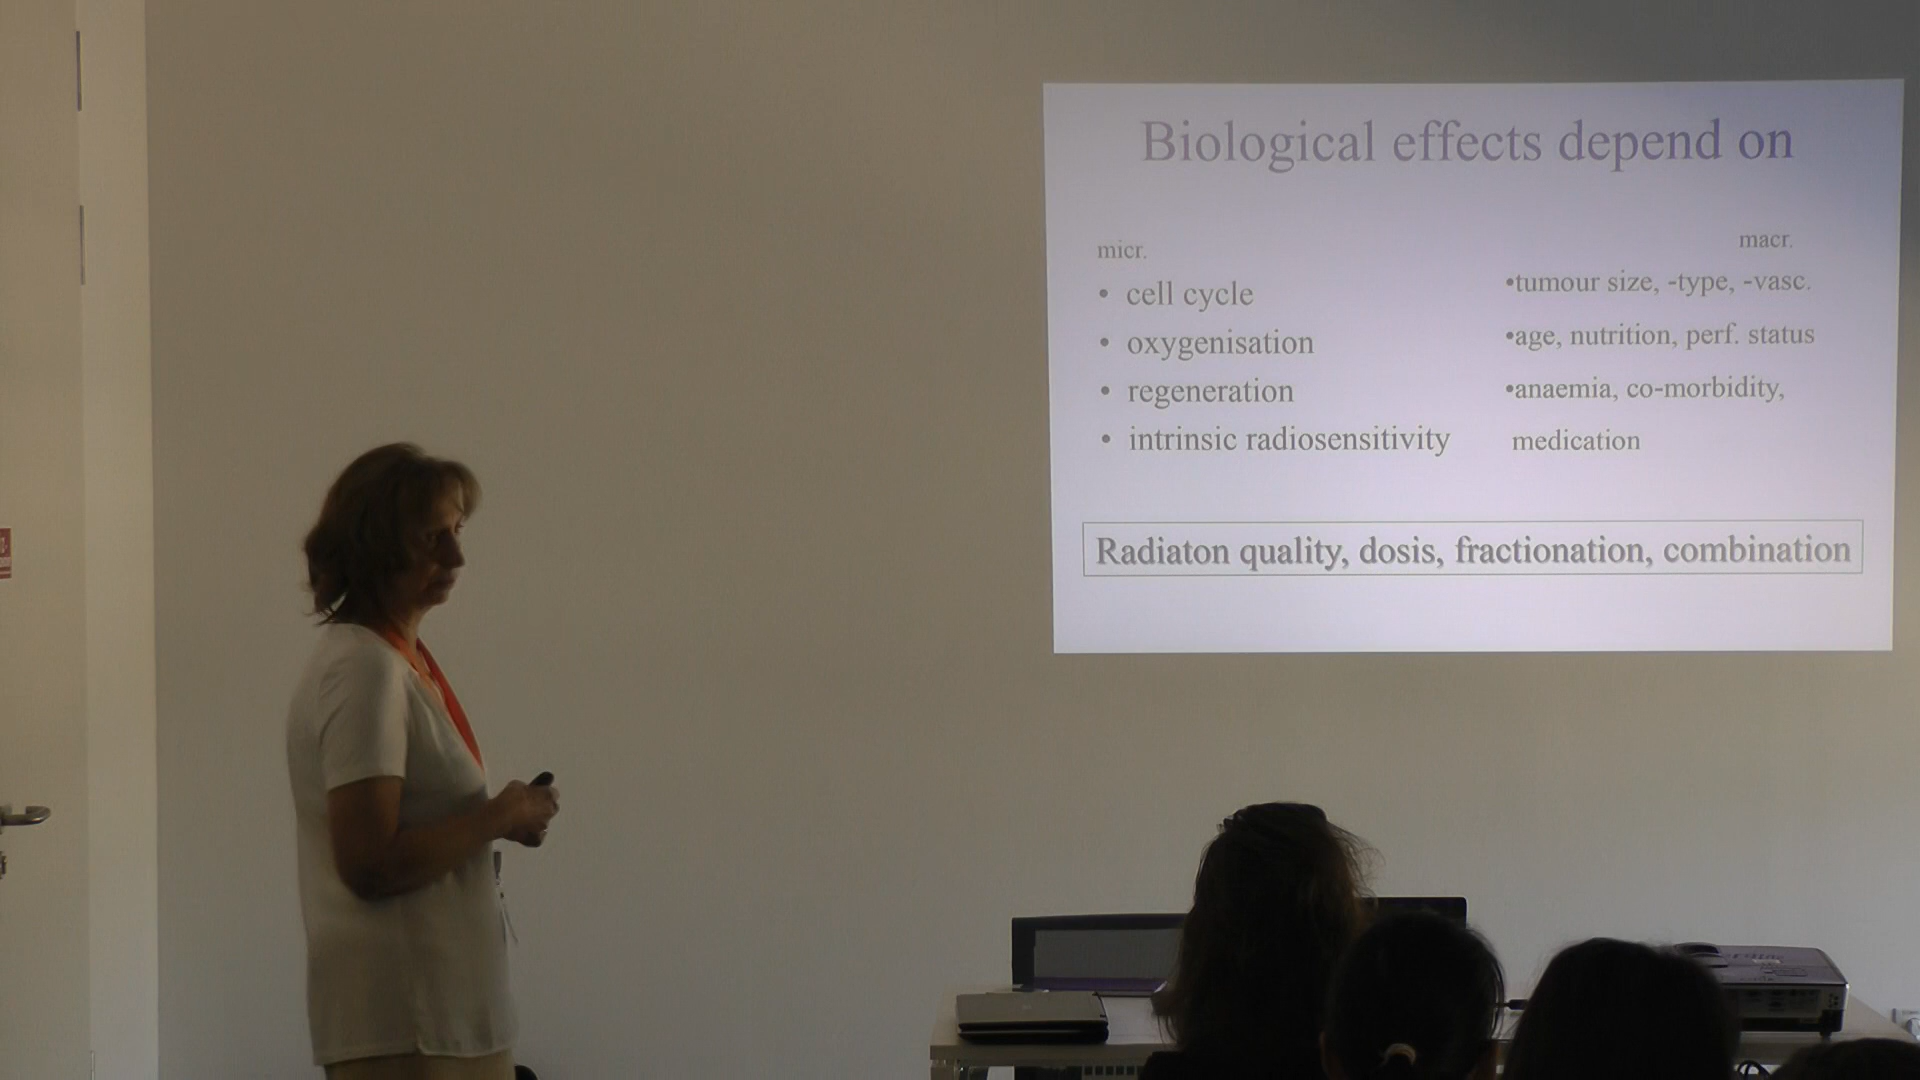 Biological effects depend on
micr.
• cell cycle
• oxygenisation
• regeneration
• intrinsic radiosensitivity
macr.
•tumour size, -type, -vasc.
•age, nutrition, perf. status
•anaemia, co-morbidity,
medication
Radiaton quality, dosis, fractionation, combination